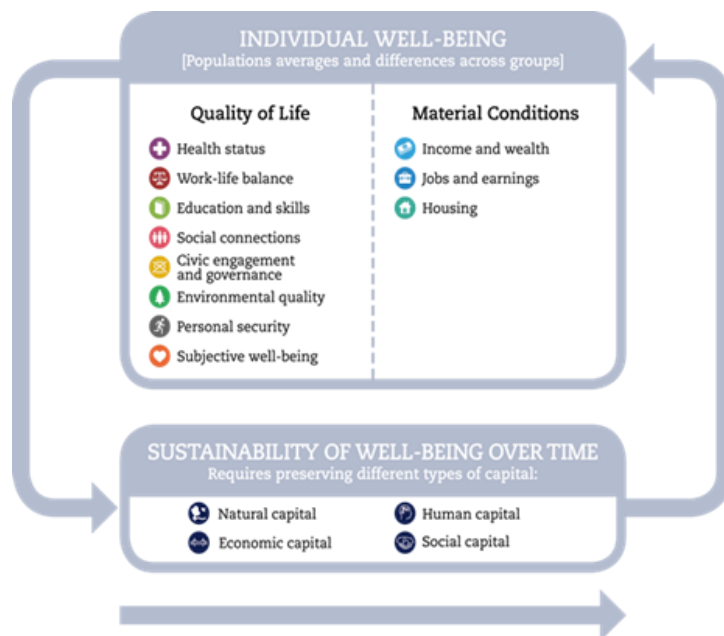 INDIVIDUAL WELL-BEING
[Populations averages and differences across groups]
Quality of Life
Health status
Work-life balance
Education and skills
Social connections
Civic engagement
and governance
Environmental quality
Personal security
Subjective well-being
Material Conditions
Income and wealth
Jobs and earnings
Housing
SUSTAINABILITY OF WELL-BEING OVER TIME
Requires preserving different types of capital:
Natural capital
Economic capital
Human capital
Social capital